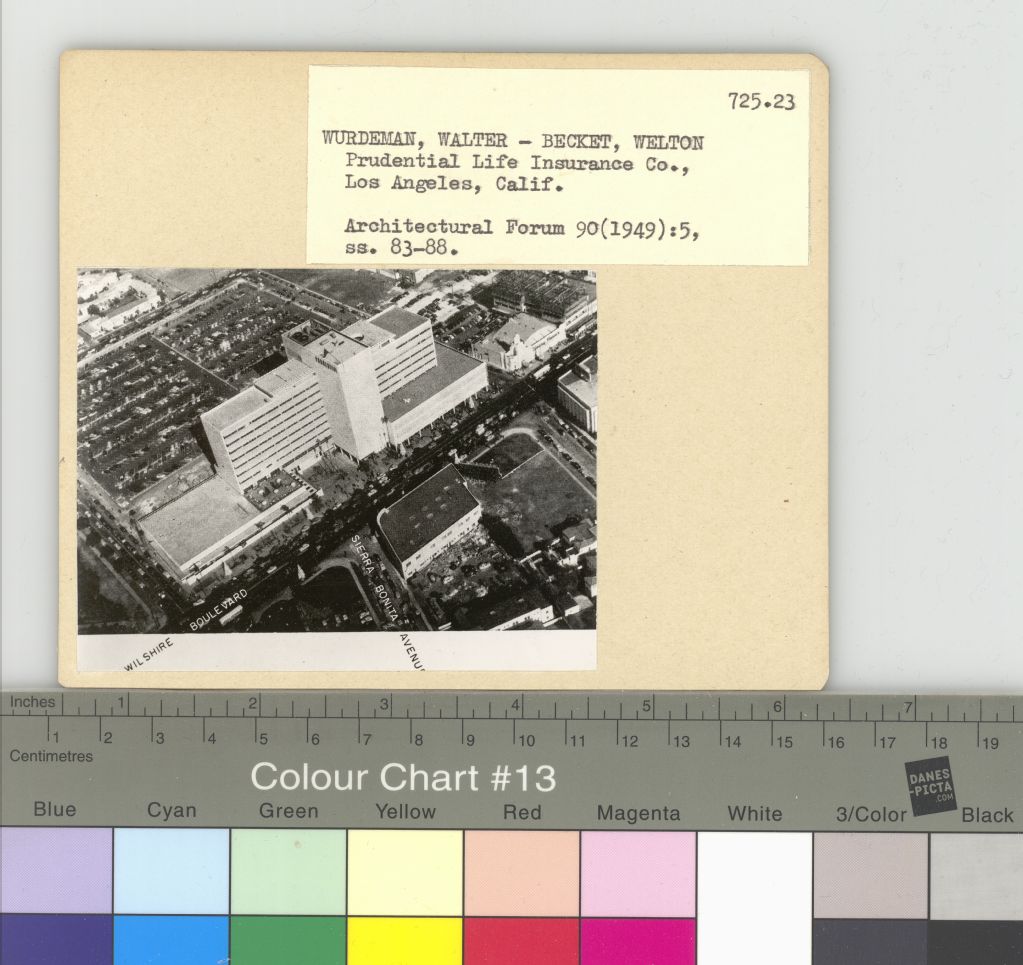 725.23
WURDEMAN, WALTER - BECKET, WELTON
Prudential Life Insurance Co.,
Los Angeles, Calif.
Architectural Forum 90(1949):5,
ss. 83-88.
WILSHIRE BOULEVARD
SIERRA BONITA AVENUE
Inches 1 2 3 4 5 6 7
1 2 3 4 5 6 7 8 9 10 11 12 13 14 15 16 17 18 19
Centimetres
Colour Chart #13
DANES
-PICTA
.COM
Blue Cyan Green Yellow Red Magenta White 3/Color Black